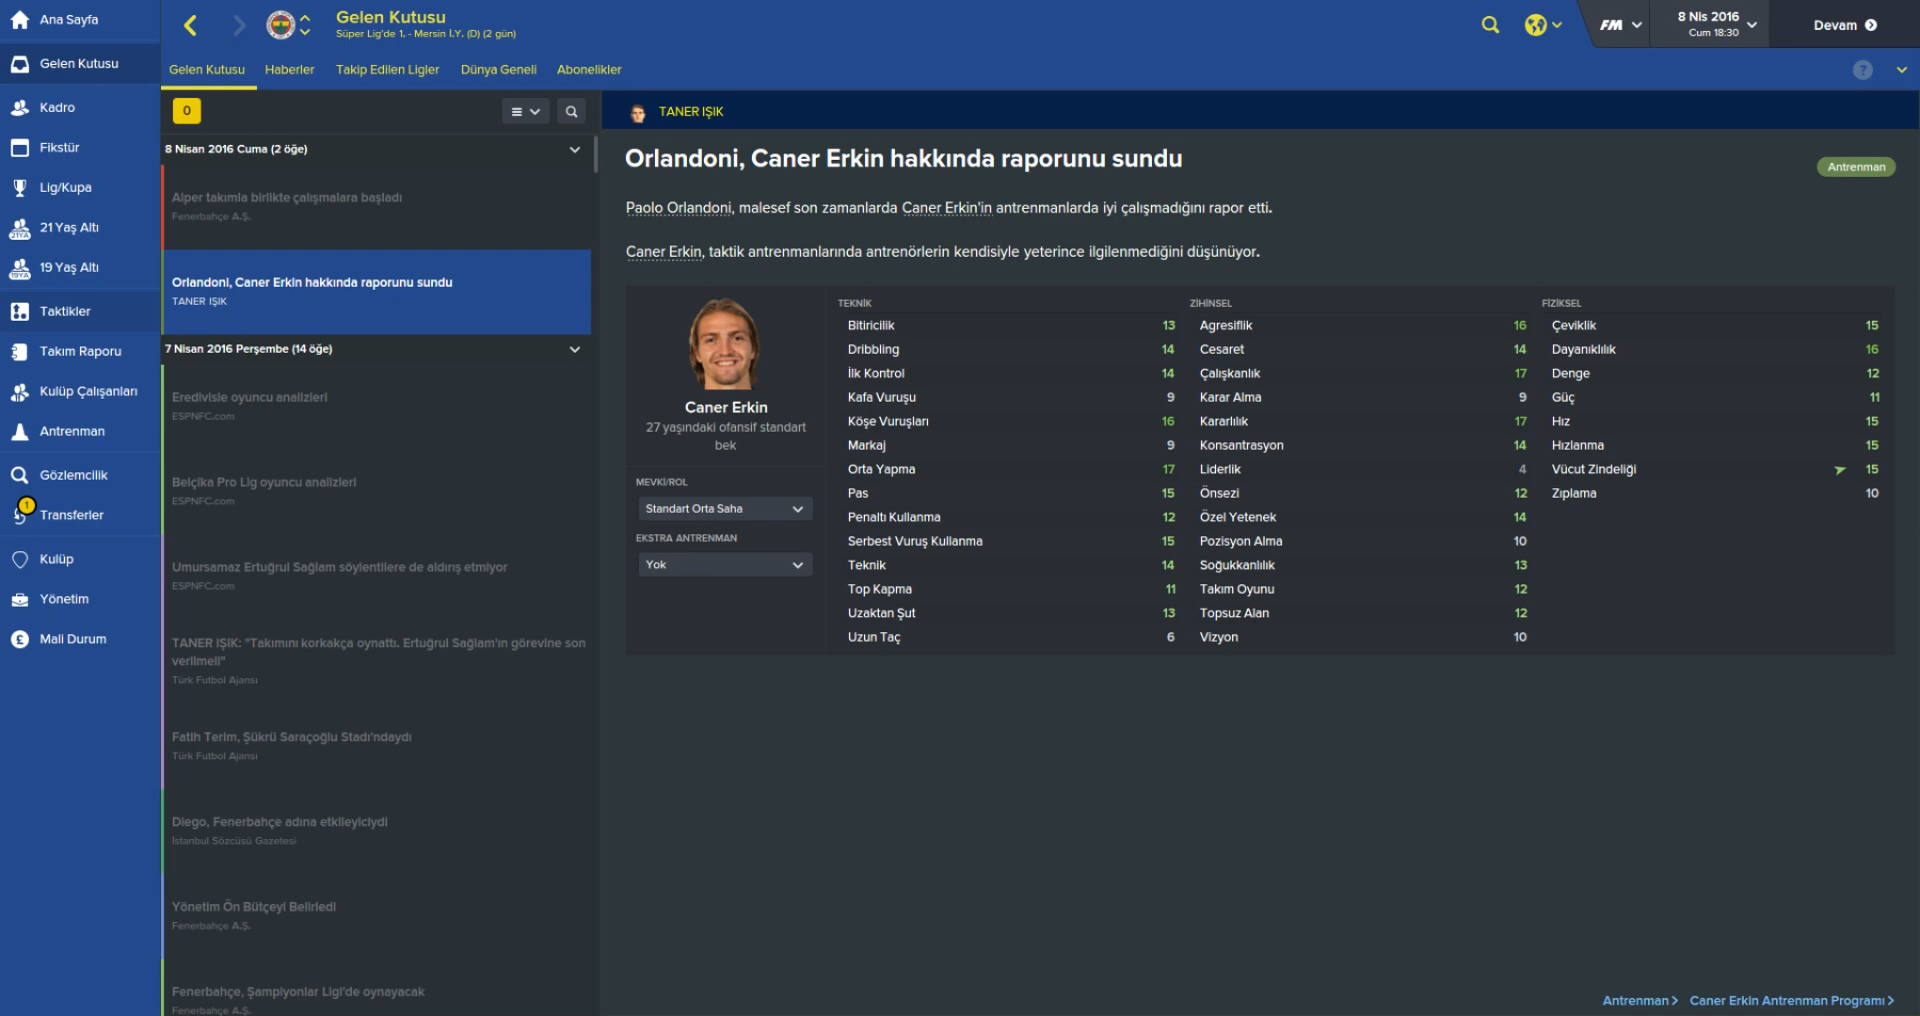 Ana Sayfa
Gelen Kutusu
Kadro
Fikstür
Lig/Kupa
21 Yaş Altı
19 Yaş Altı
Taktikler
Takım Raporu
Kulüp Çalışanları
Antrenman
Gözlemcilik
1
Transferler
Kulüp
Yönetim
Mali Durum
Gelen Kutusu
Süper Lig'de 1. - Mersin İ.Y. (D) (2 gün)
FM
8 Nis 2016
Cum 18:30
Devam
Gelen Kutusu
Haberler
Takip Edilen Ligler
Dünya Geneli
Abonelikler
?
0
8 Nisan 2016 Cuma (2 öğe)
Alper takımla birlikte çalışmalara başladı
Fenerbahçe A.Ş.
Orlandoni, Caner Erkin hakkında raporunu sundu
TANER IŞIK
7 Nisan 2016 Perşembe (14 öğe)
Eredivisie oyuncu analizleri
ESPNFC.com
Belçika Pro Lig oyuncu analizleri
ESPNFC.com
Umursamaz Ertuğrul Sağlam söylentilere de aldırış etmiyor
ESPNFC.com
TANER IŞIK: "Takımını korkakça oynattı. Ertuğrul Sağlam'ın görevine son
verilmeli"
Türk Futbol Ajansı
Fatih Terim, Şükrü Saraçoğlu Stadı'ndaydı
Türk Futbol Ajansı
Diego, Fenerbahçe adına etkileyiciydi
İstanbul Sözcüsü Gazetesi
Yönetim Ön Bütçeyi Belirledi
Fenerbahçe A.Ş.
Fenerbahçe, Şampiyonlar Ligi'de oynayacak
Fenerbahçe A.Ş.
TANER IŞIK
Orlandoni, Caner Erkin hakkında raporunu sundu
Antrenman
Paolo Orlandoni, malesef son zamanlarda Caner Erkin'in antrenmanlarda iyi çalışmadığını rapor etti.
Caner Erkin, taktik antrenmanlarında antrenörlerin kendisiyle yeterince ilgilenmediğini düşünüyor.
Caner Erkin
27 yaşındaki ofansif standart
bek
MEVKİ/ROL
Standart Orta Saha
EKSTRA ANTRENMAN
Yok
TEKNİK
Bitiricilik 13
Dribbling 14
İlk Kontrol 14
Kafa Vuruşu 9
Köşe Vuruşları 16
Markaj 9
Orta Yapma 17
Pas 15
Penaltı Kullanma 12
Serbest Vuruş Kullanma 15
Teknik 14
Top Kapma 11
Uzaktan Şut 13
Uzun Taç 6
ZİHİNSEL
Agresiflik 16
Cesaret 14
Çalışkanlık 17
Karar Alma 9
Kararlılık 17
Konsantrasyon 14
Liderlik 4
Önsezi 12
Özel Yetenek 14
Pozisyon Alma 10
Soğukkanlılık 13
Takım Oyunu 12
Topsuz Alan 12
Vizyon 10
FİZİKSEL
Çeviklik 15
Dayanıklılık 16
Denge 12
Güç 11
Hız 15
Hızlanma 15
Vücut Zindeliği 15
Zıplama 10
Antrenman
Caner Erkin Antrenman Programı